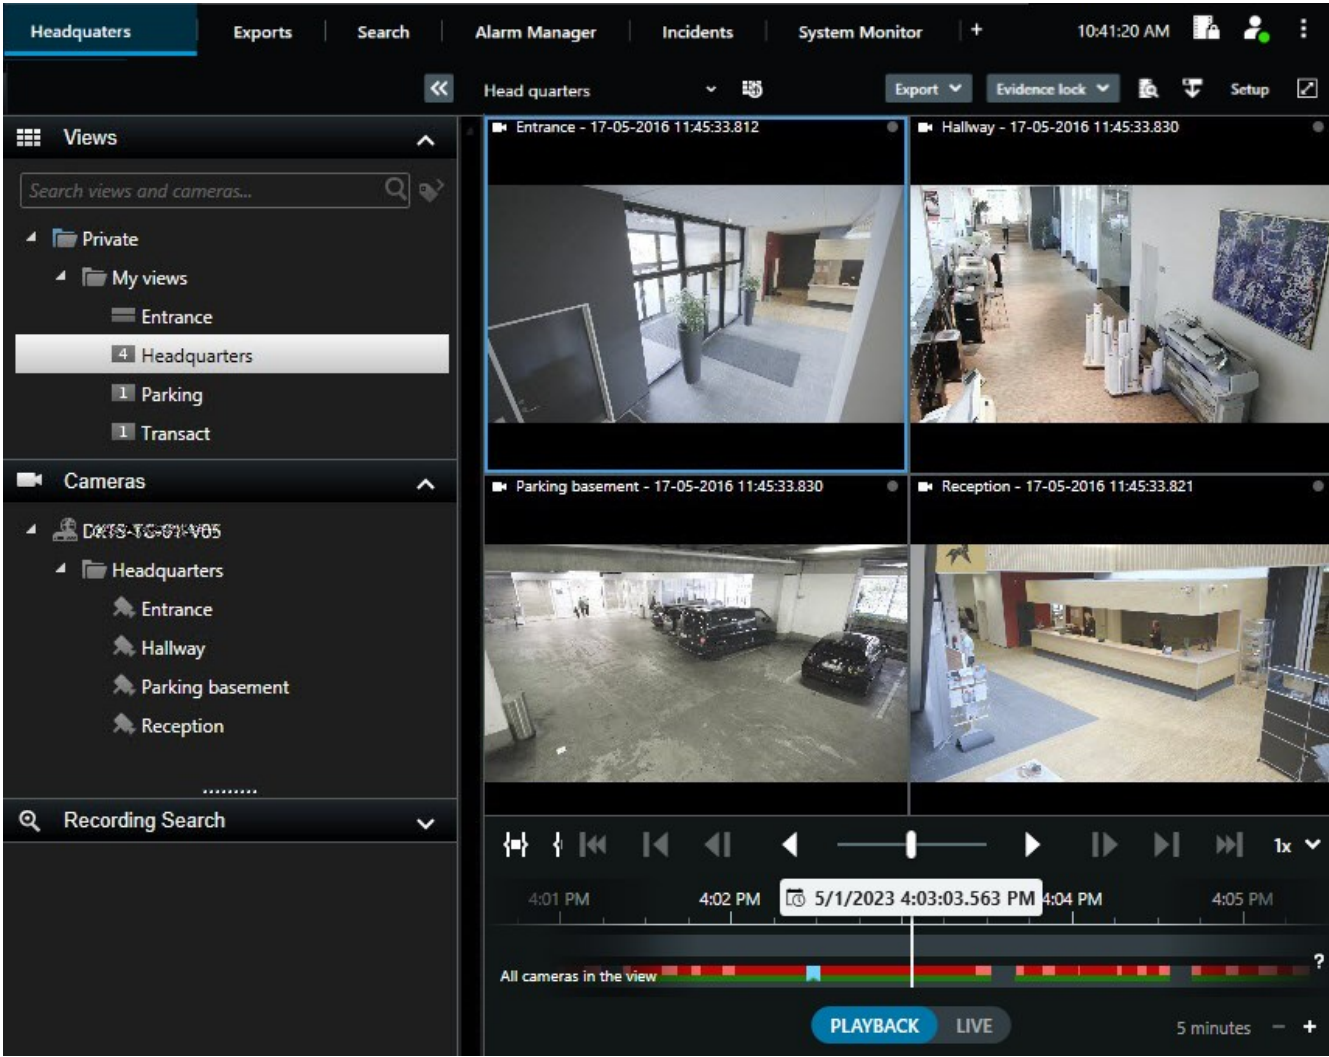 Headquaters
Exports
Search
Alarm Manager
Incidents
System Monitor
+
10:41:20 AM
Head quarters
Export
Evidence lock
Setup
Views
Search views and cameras...
Private
My views
Entrance
4 Headquarters
1 Parking
1 Transact
Cameras
Headquarters
Entrance
Hallway
Parking basement
Reception
Recording Search
Entrance - 17-05-2016 11:45:33.812
Hallway - 17-05-2016 11:45:33.830
Parking basement - 17-05-2016 11:45:33.830
Reception - 17-05-2016 11:45:33.821
1x
4:01 PM
4:02 PM
5/1/2023 4:03:03.563 PM
4:04 PM
4:05 PM
All cameras in the view
?
PLAYBACK
LIVE
5 minutes
− +